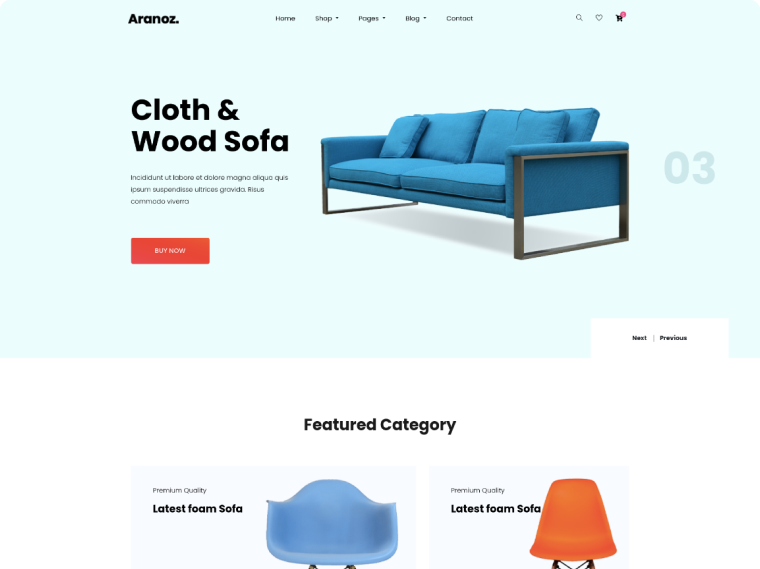 Aranoz.
Home Shop Pages Blog Contact
Cloth &
Wood Sofa
Incididunt ut labore et dolore magna aliqua quis
ipsum suspendisse ultrices gravida. Risus
commodo viverra
BUY NOW
03
Next | Previous
Featured Category
Premium Quality
Latest foam Sofa
Premium Quality
Latest foam Sofa